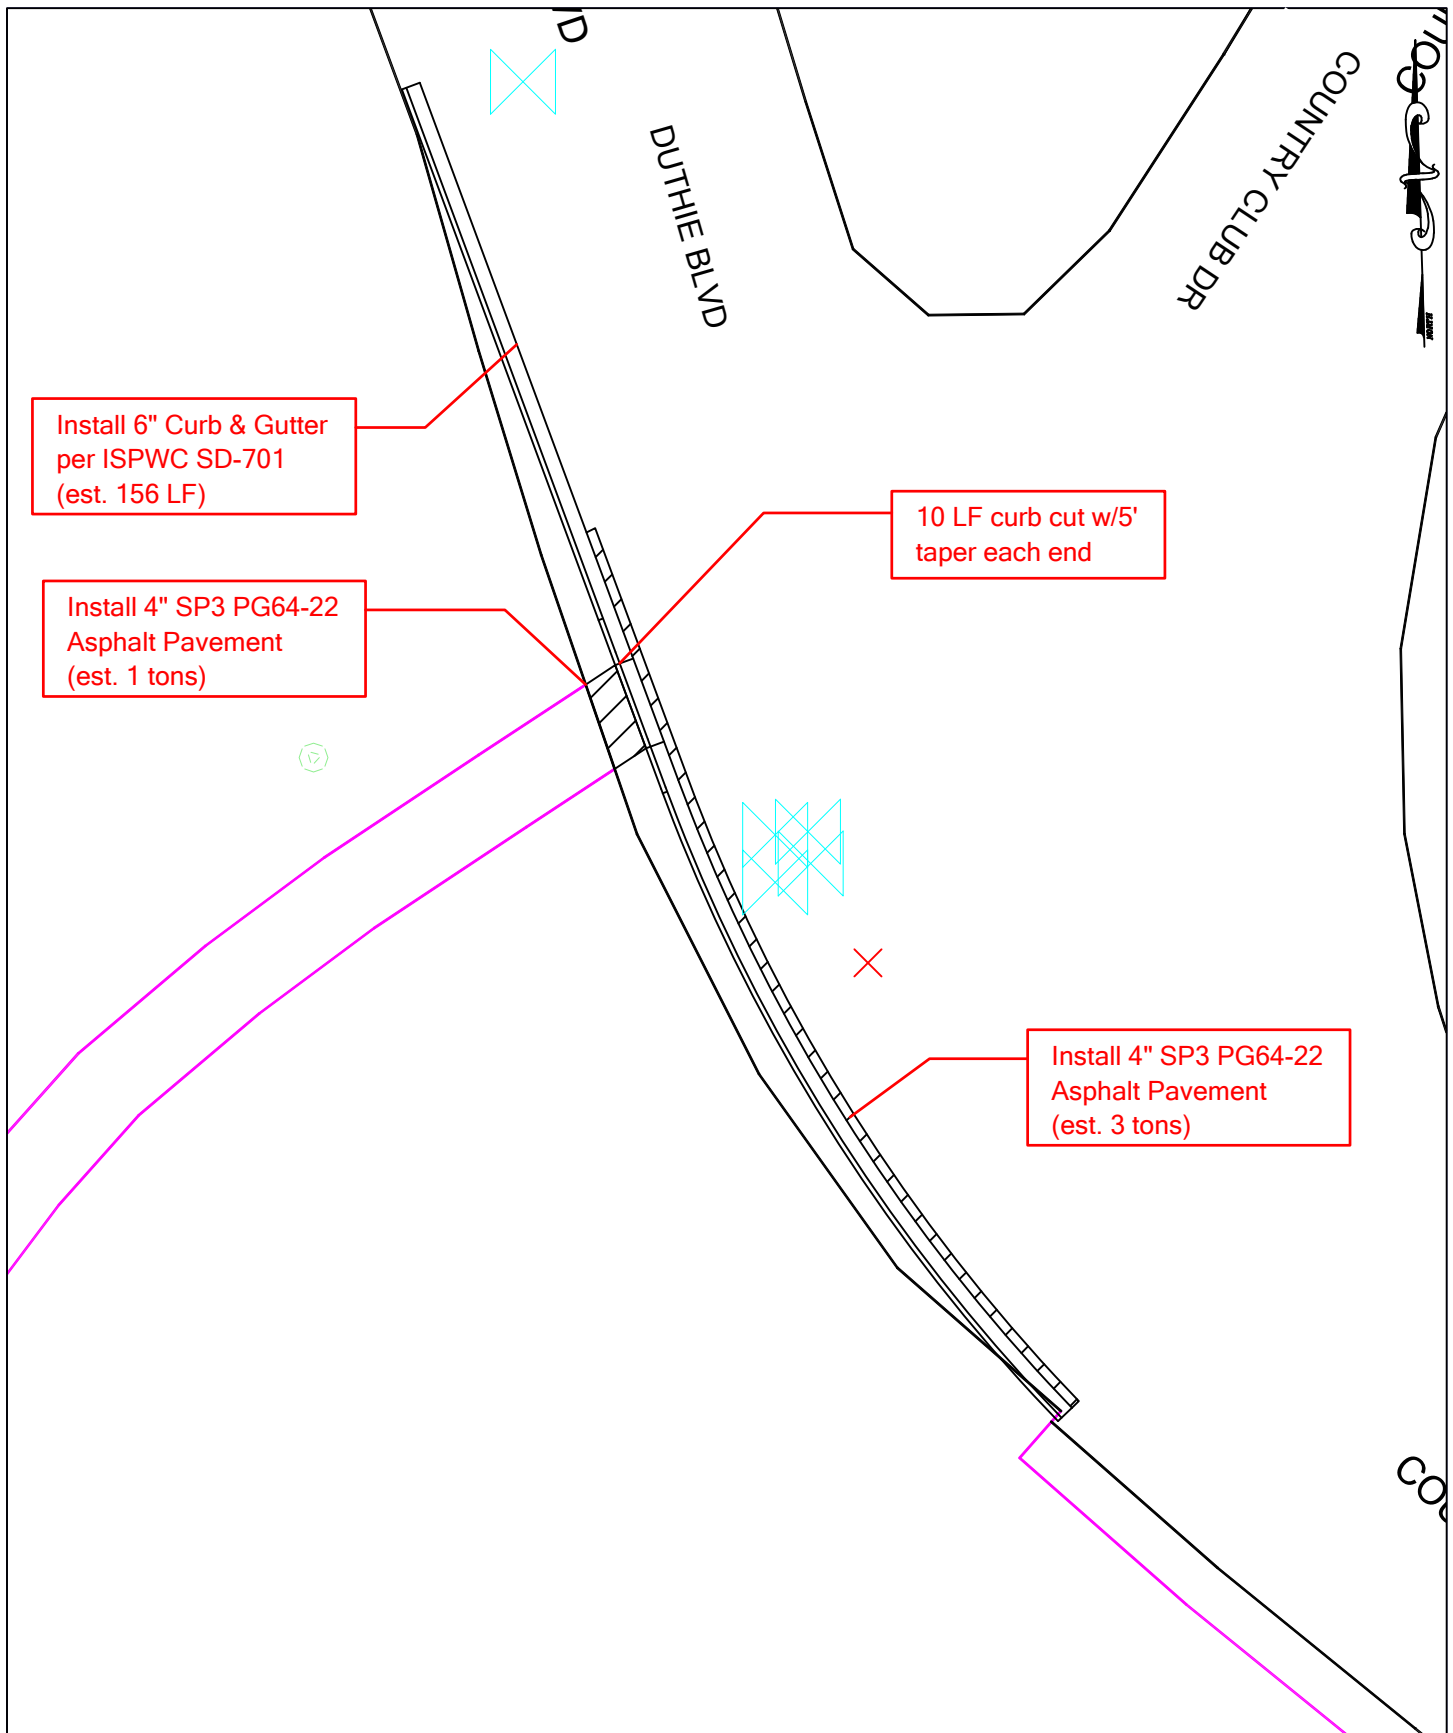 DUTHIE BLVD
COUNTRY CLUB DR
NORTH
Install 6" Curb & Gutter
per ISPWC SD-701
(est. 156 LF)
10 LF curb cut w/5'
taper each end
Install 4" SP3 PG64-22
Asphalt Pavement
(est. 1 tons)
Install 4" SP3 PG64-22
Asphalt Pavement
(est. 3 tons)